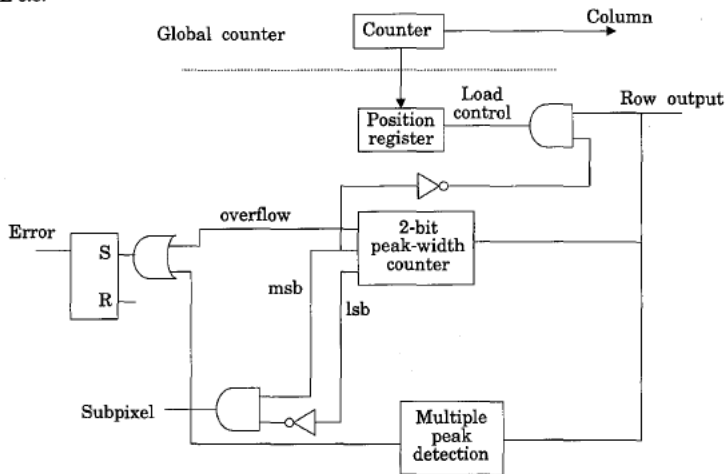 Global counter
Counter
Column
Position
register
Load
control
Row output
overflow
2-bit
peak-width
counter
Error
S
R
msb
lsb
Subpixel
Multiple
peak
detection